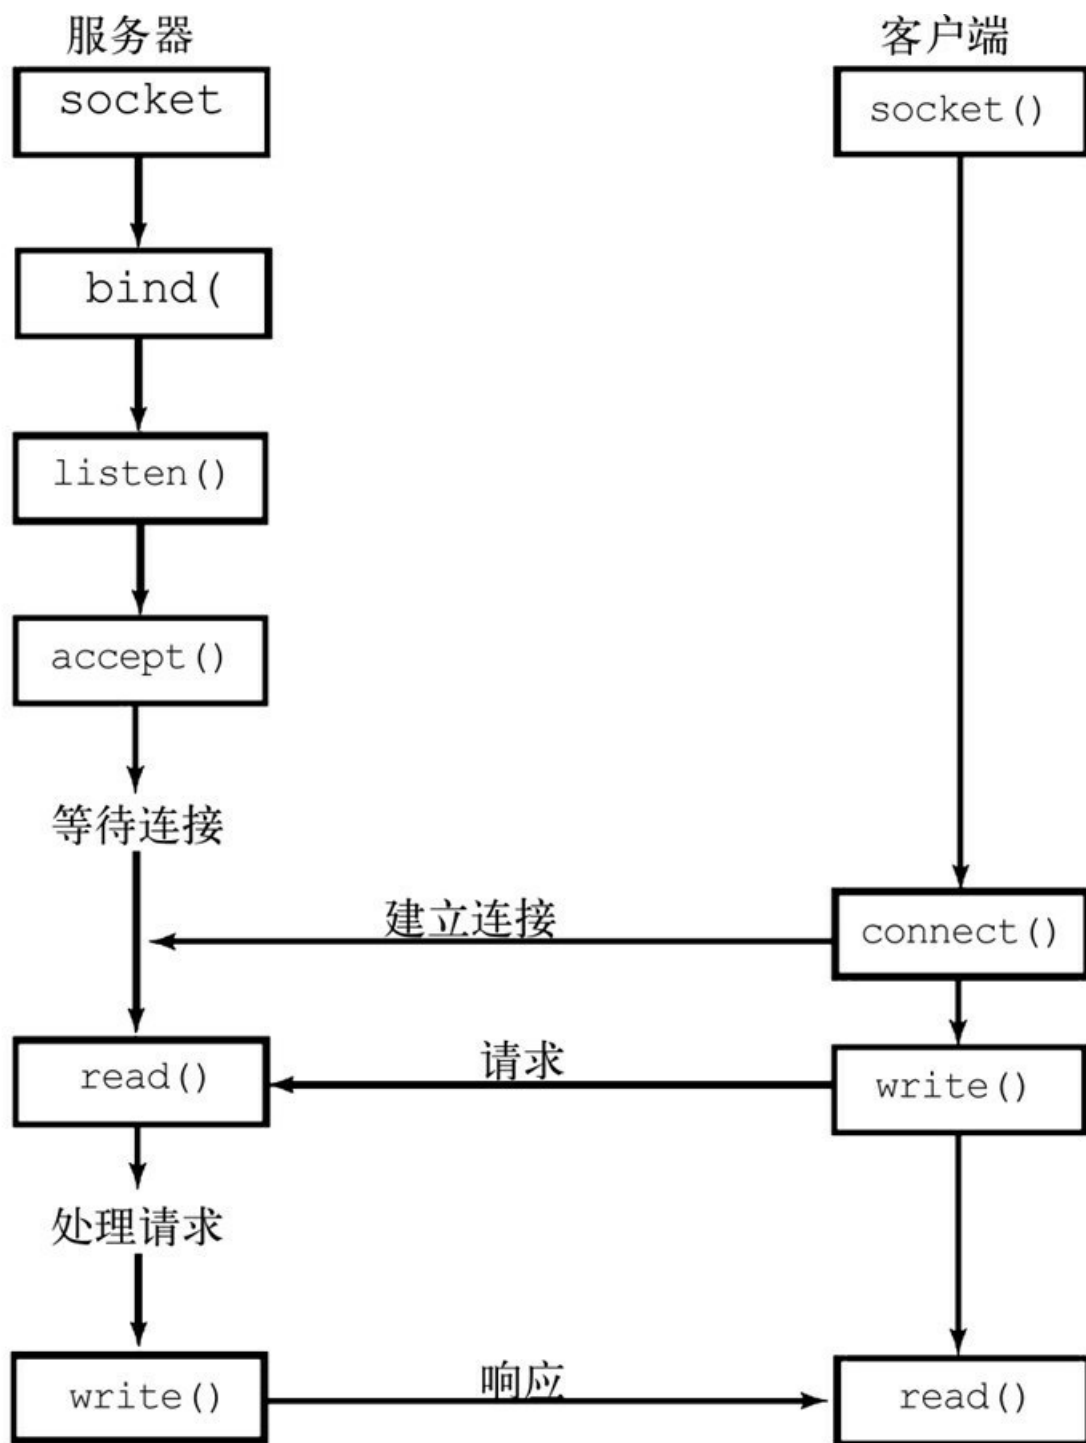 服务器
客户端
socket
socket()
bind(
listen()
accept()
等待连接
建立连接
connect()
read()
请求
write()
处理请求
write()
响应
read()